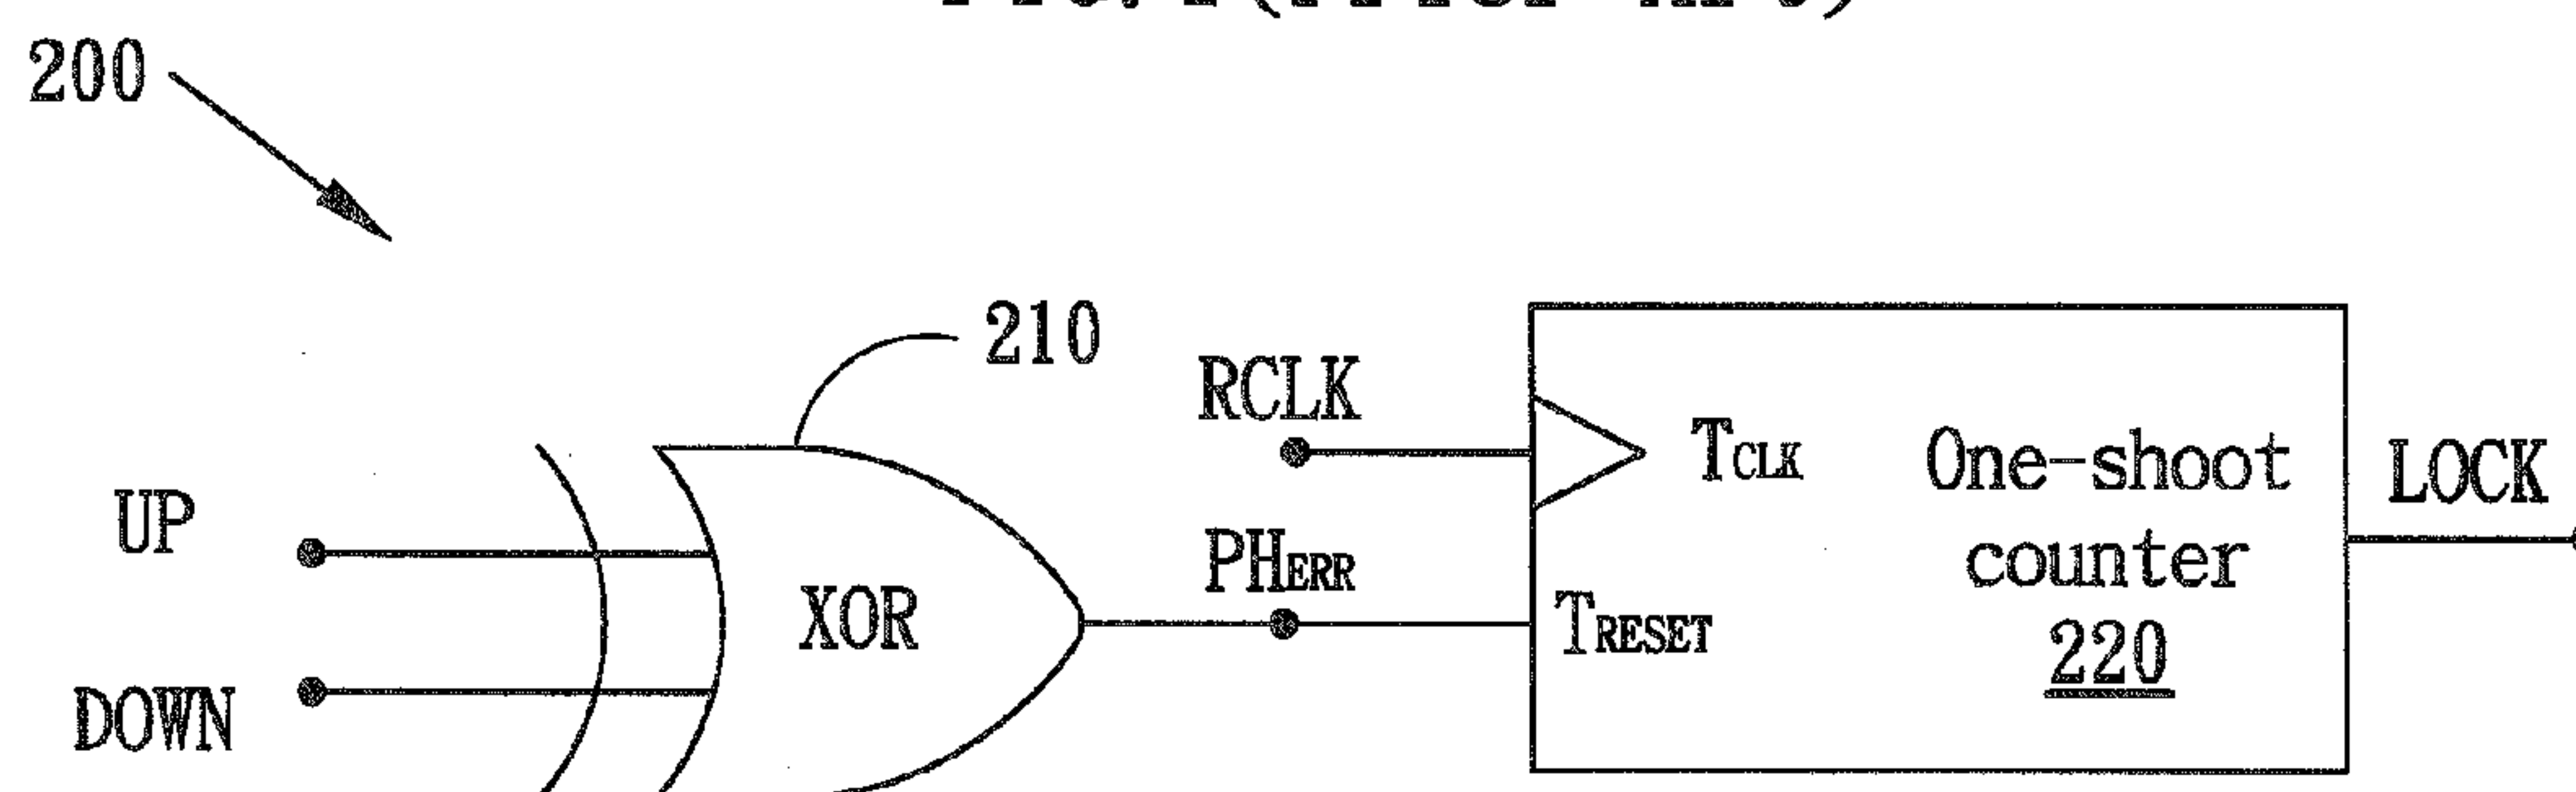 200
210
RCLK
TCLK
One-shoot
counter
220
LOCK
UP
PHERR
XOR
TRESET
DOWN